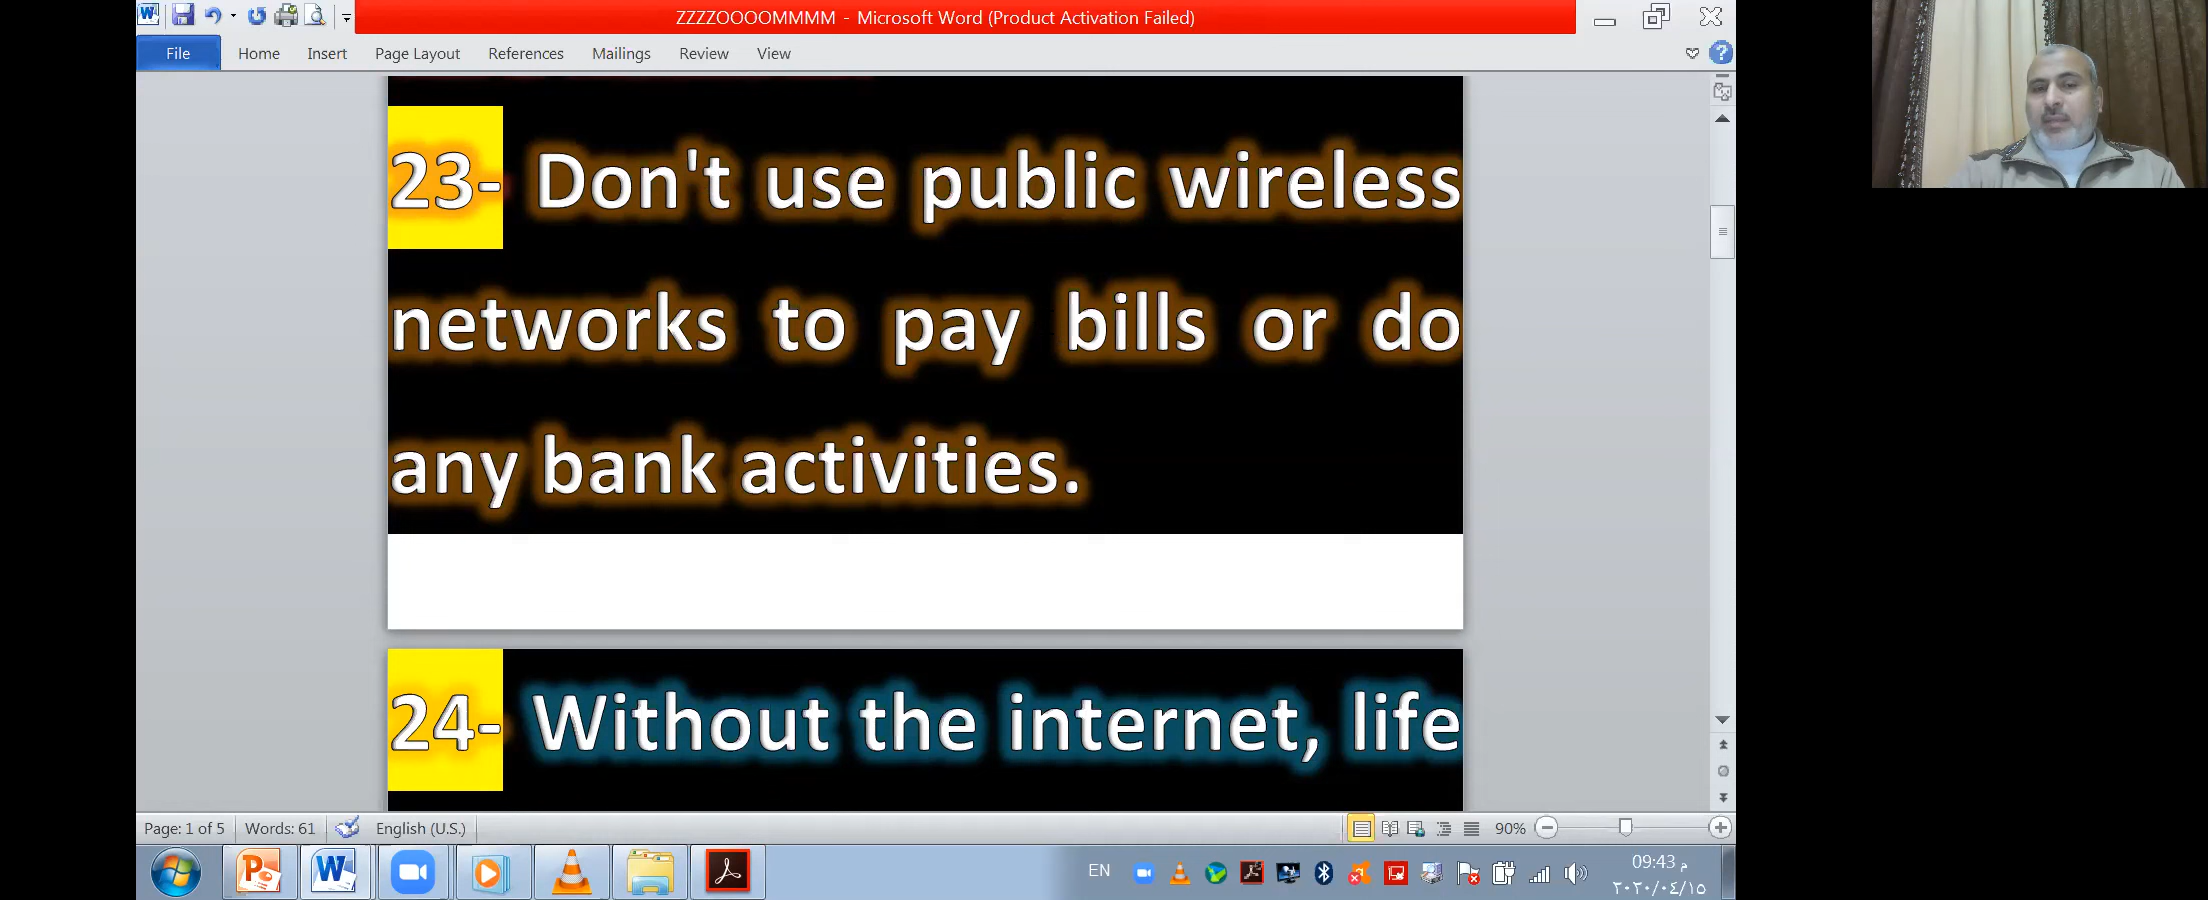 ZZZZOOOOMMMM - Microsoft Word (Product Activation Failed)
File Home Insert Page Layout References Mailings Review View
23- Don't use public wireless
networks to pay bills or do
any bank activities.
24- Without the internet, life
Page: 1 of 5 Words: 61 English (U.S.) 90%
EN 09:43 م
٢٠٢٠/٠٤/١٥